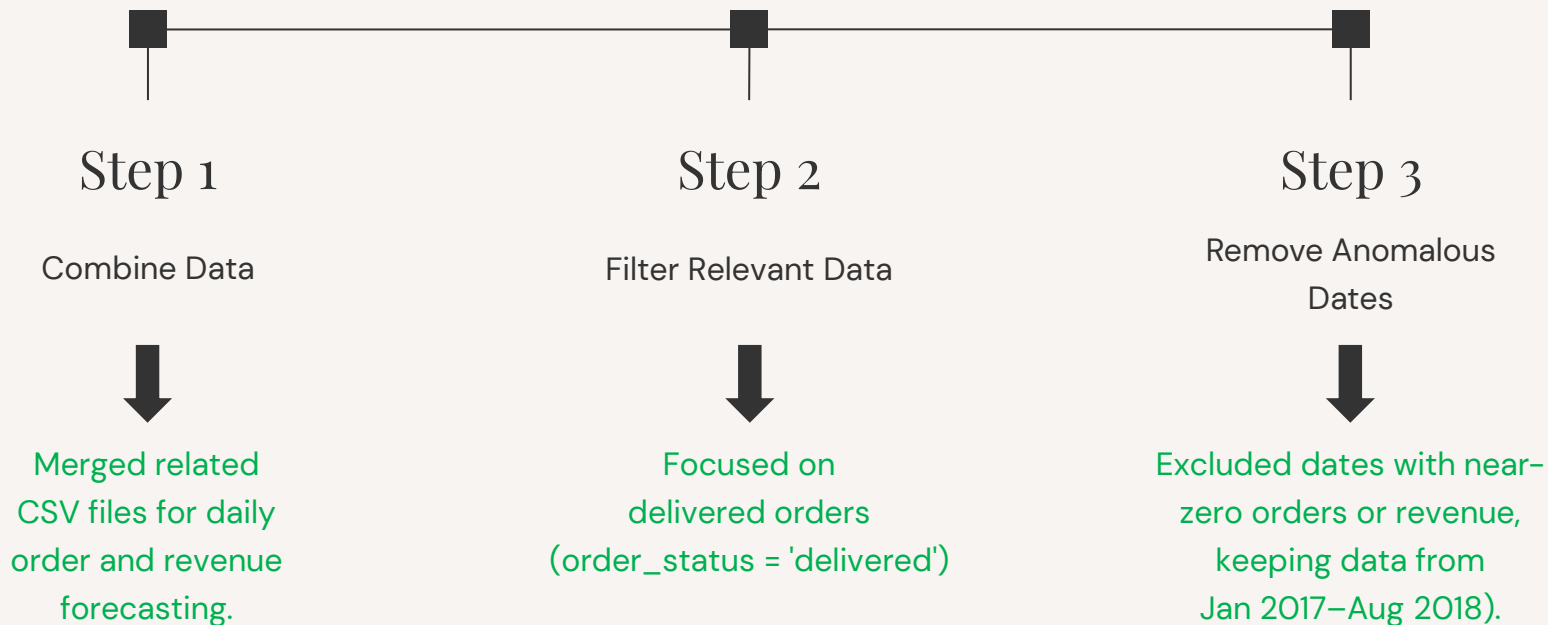 Step 1
Combine Data
Merged related
CSV files for daily
order and revenue
forecasting.
Step 2
Filter Relevant Data
Focused on
delivered orders
(order_status = 'delivered')
Step 3
Remove Anomalous
Dates
Excluded dates with near-
zero orders or revenue,
keeping data from
Jan 2017–Aug 2018).